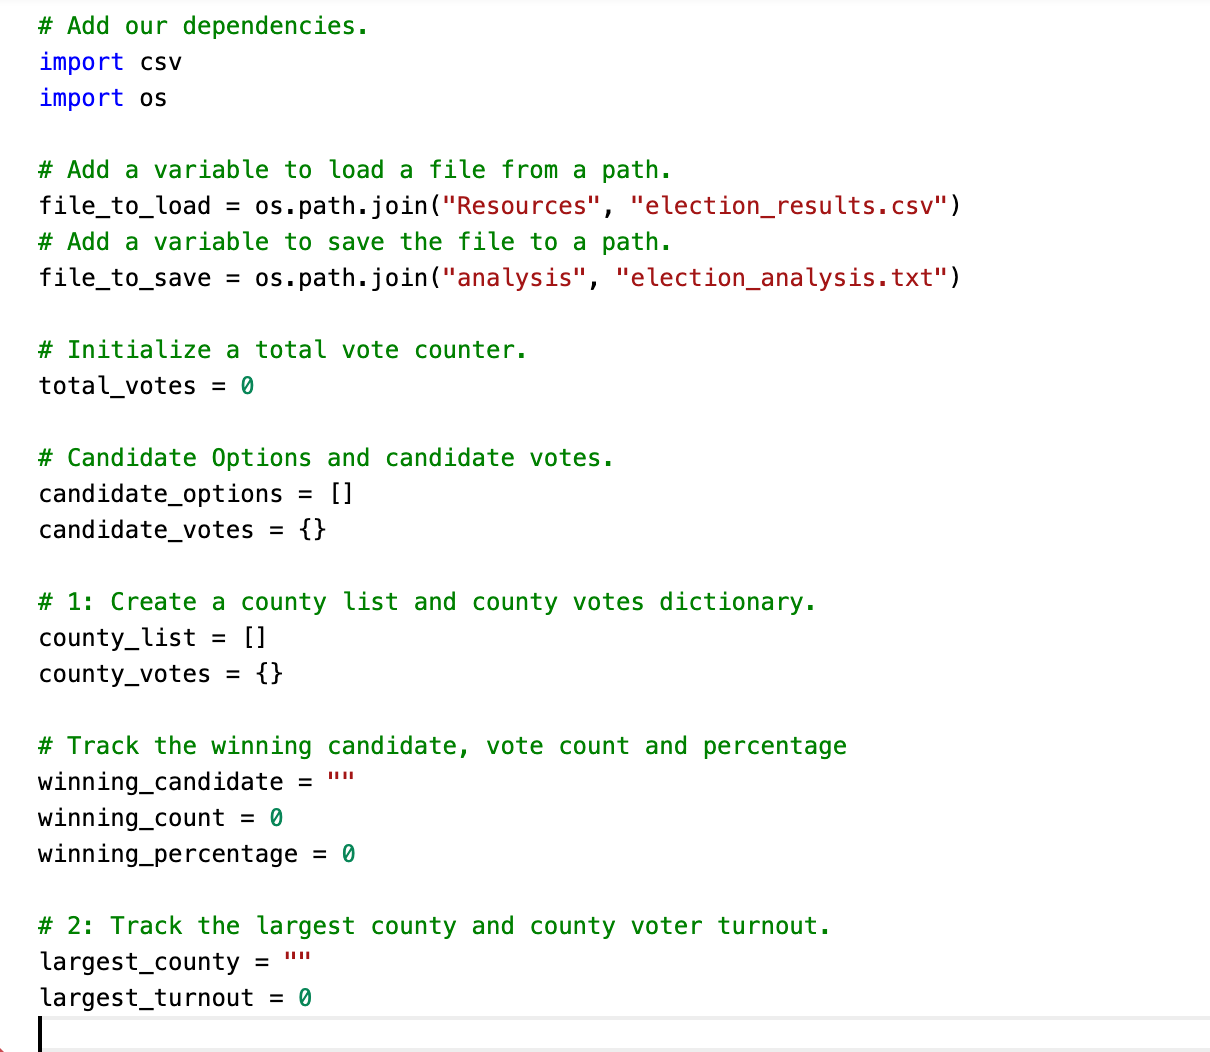 # Add our dependencies.
import csv
import os
# Add a variable to load a file from a path.
file_to_load = os.path.join("Resources", "election_results.csv")
# Add a variable to save the file to a path.
file_to_save = os.path.join("analysis", "election_analysis.txt")
# Initialize a total vote counter.
total_votes = 0
# Candidate Options and candidate votes.
candidate_options = []
candidate_votes = {}
# 1: Create a county list and county votes dictionary.
county_list = []
county_votes = {}
# Track the winning candidate, vote count and percentage
winning_candidate = ""
winning_count = 0
winning_percentage = 0
# 2: Track the largest county and county voter turnout.
largest_county = ""
largest_turnout = 0